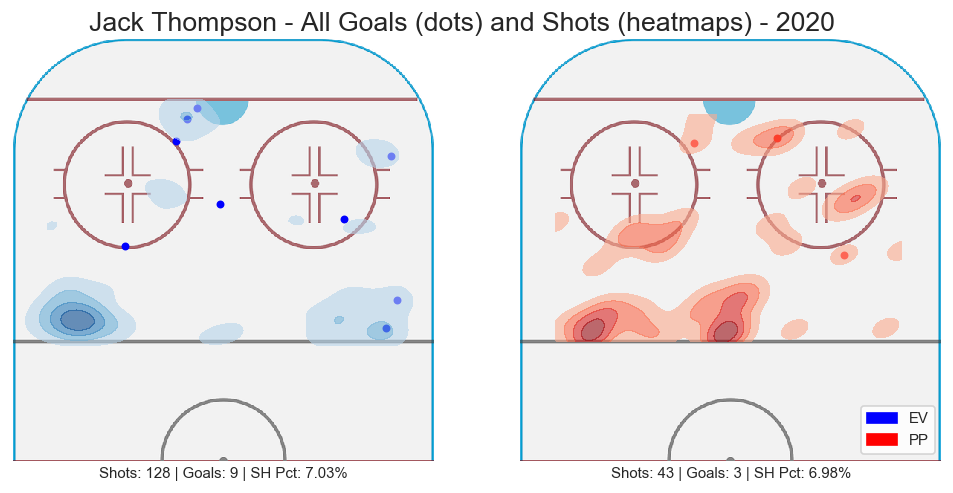 Jack Thompson - All Goals (dots) and Shots (heatmaps) - 2020
EV
PP
Shots: 128 | Goals: 9 | SH Pct: 7.03%
Shots: 43 | Goals: 3 | SH Pct: 6.98%